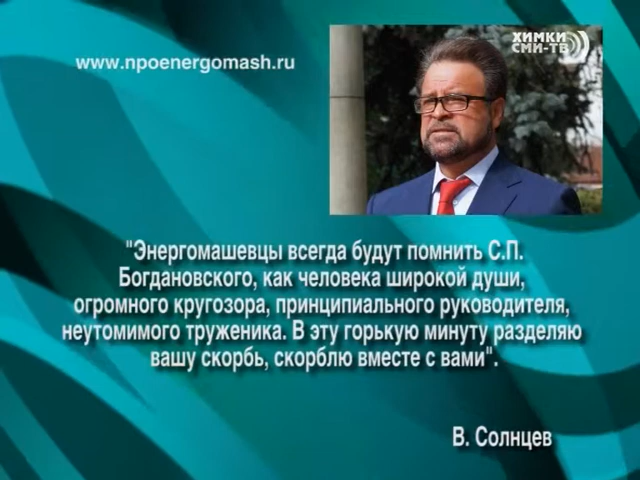 ХИМКИ
СМИ-ТВ
www.npoenergomash.ru
"Энергомашевцы всегда будут помнить С.П.
Богдановского, как человека широкой души,
огромного кругозора, принципиального руководителя,
неутомимого труженика. В эту горькую минуту разделяю
вашу скорбь, скорблю вместе с вами".
В. Солнцев